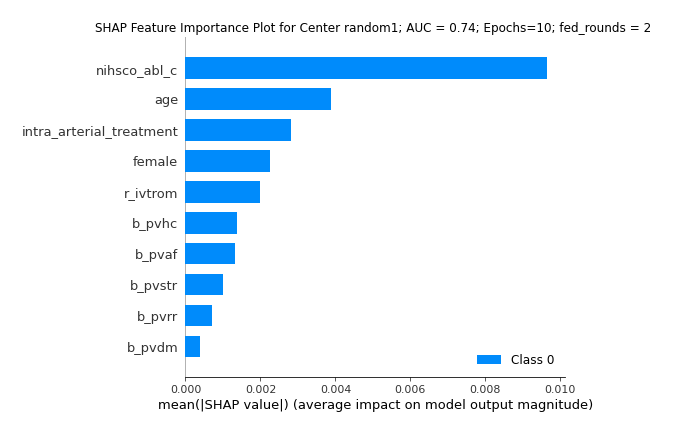 SHAP Feature Importance Plot for Center random1; AUC = 0.74; Epochs=10; fed_rounds = 2
nihsco_abl_c
age
intra_arterial_treatment
female
r_ivtrom
b_pvhc
b_pvaf
b_pvstr
b_pvrr
b_pvdm
Class 0
0.000 0.002 0.004 0.006 0.008 0.010
mean(|SHAP value|) (average impact on model output magnitude)